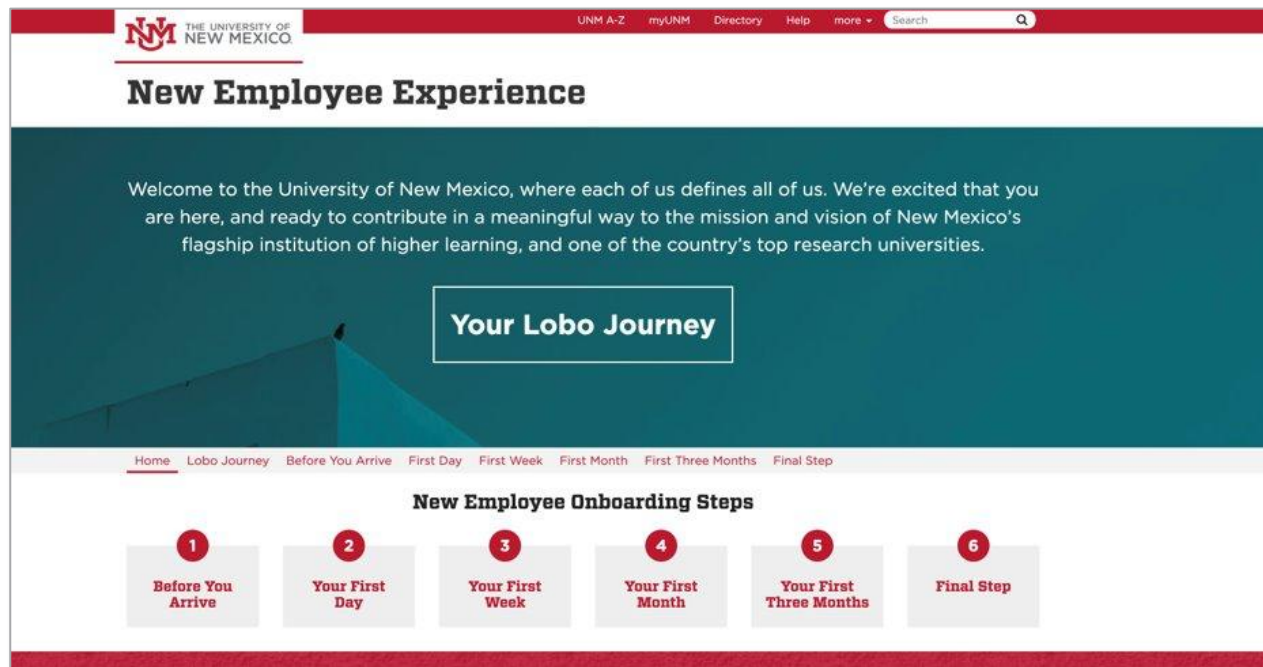 UNM A-Z myUNM Directory Help more Search
UNM THE UNIVERSITY OF
NEW MEXICO.
New Employee Experience
Welcome to the University of New Mexico, where each of us defines all of us. We're excited that you
are here, and ready to contribute in a meaningful way to the mission and vision of New Mexico's
flagship institution of higher learning, and one of the country's top research universities.
Your Lobo Journey
Home Lobo Journey Before You Arrive First Day First Week First Month First Three Months Final Step
New Employee Onboarding Steps
1
Before You
Arrive
2
Your First
Day
3
Your First
Week
4
Your First
Month
5
Your First
Three Months
6
Final Step